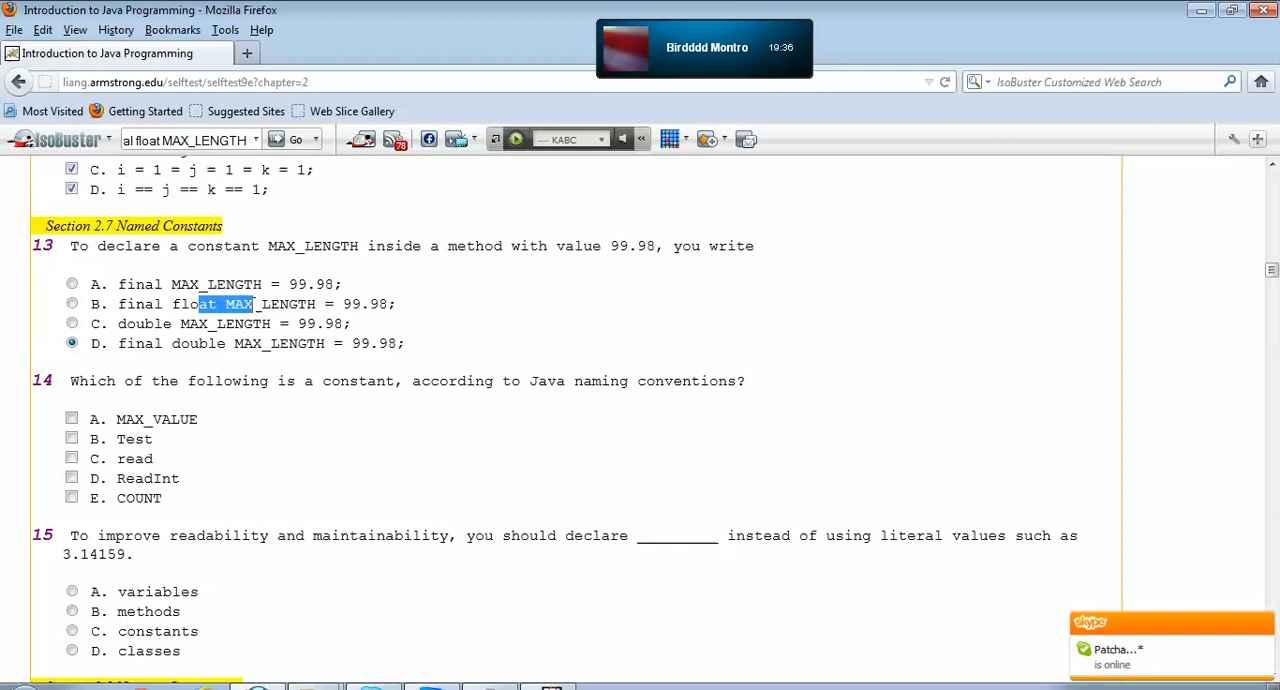 Introduction to Java Programming - Mozilla Firefox
File Edit View History Bookmarks Tools Help
Birdddd Montro 19:36
Introduction to Java Programming
liang.armstrong.edu/selftest/selftest9e?chapter=2
IsoBuster Customized Web Search
Most Visited Getting Started Suggested Sites Web Slice Gallery
IsoBuster al float MAX_LENGTH Go 78 ---- KABC
C. i = 1 = j = 1 = k = 1;
D. i == j == k == 1;
Section 2.7 Named Constants
13 To declare a constant MAX_LENGTH inside a method with value 99.98, you write
A. final MAX_LENGTH = 99.98;
B. final float MAX_LENGTH = 99.98;
C. double MAX_LENGTH = 99.98;
D. final double MAX_LENGTH = 99.98;
14 Which of the following is a constant, according to Java naming conventions?
A. MAX_VALUE
B. Test
C. read
D. ReadInt
E. COUNT
15 To improve readability and maintainability, you should declare _________ instead of using literal values such as
3.14159.
A. variables
B. methods
C. constants
D. classes
skype
Patcha...*
is online